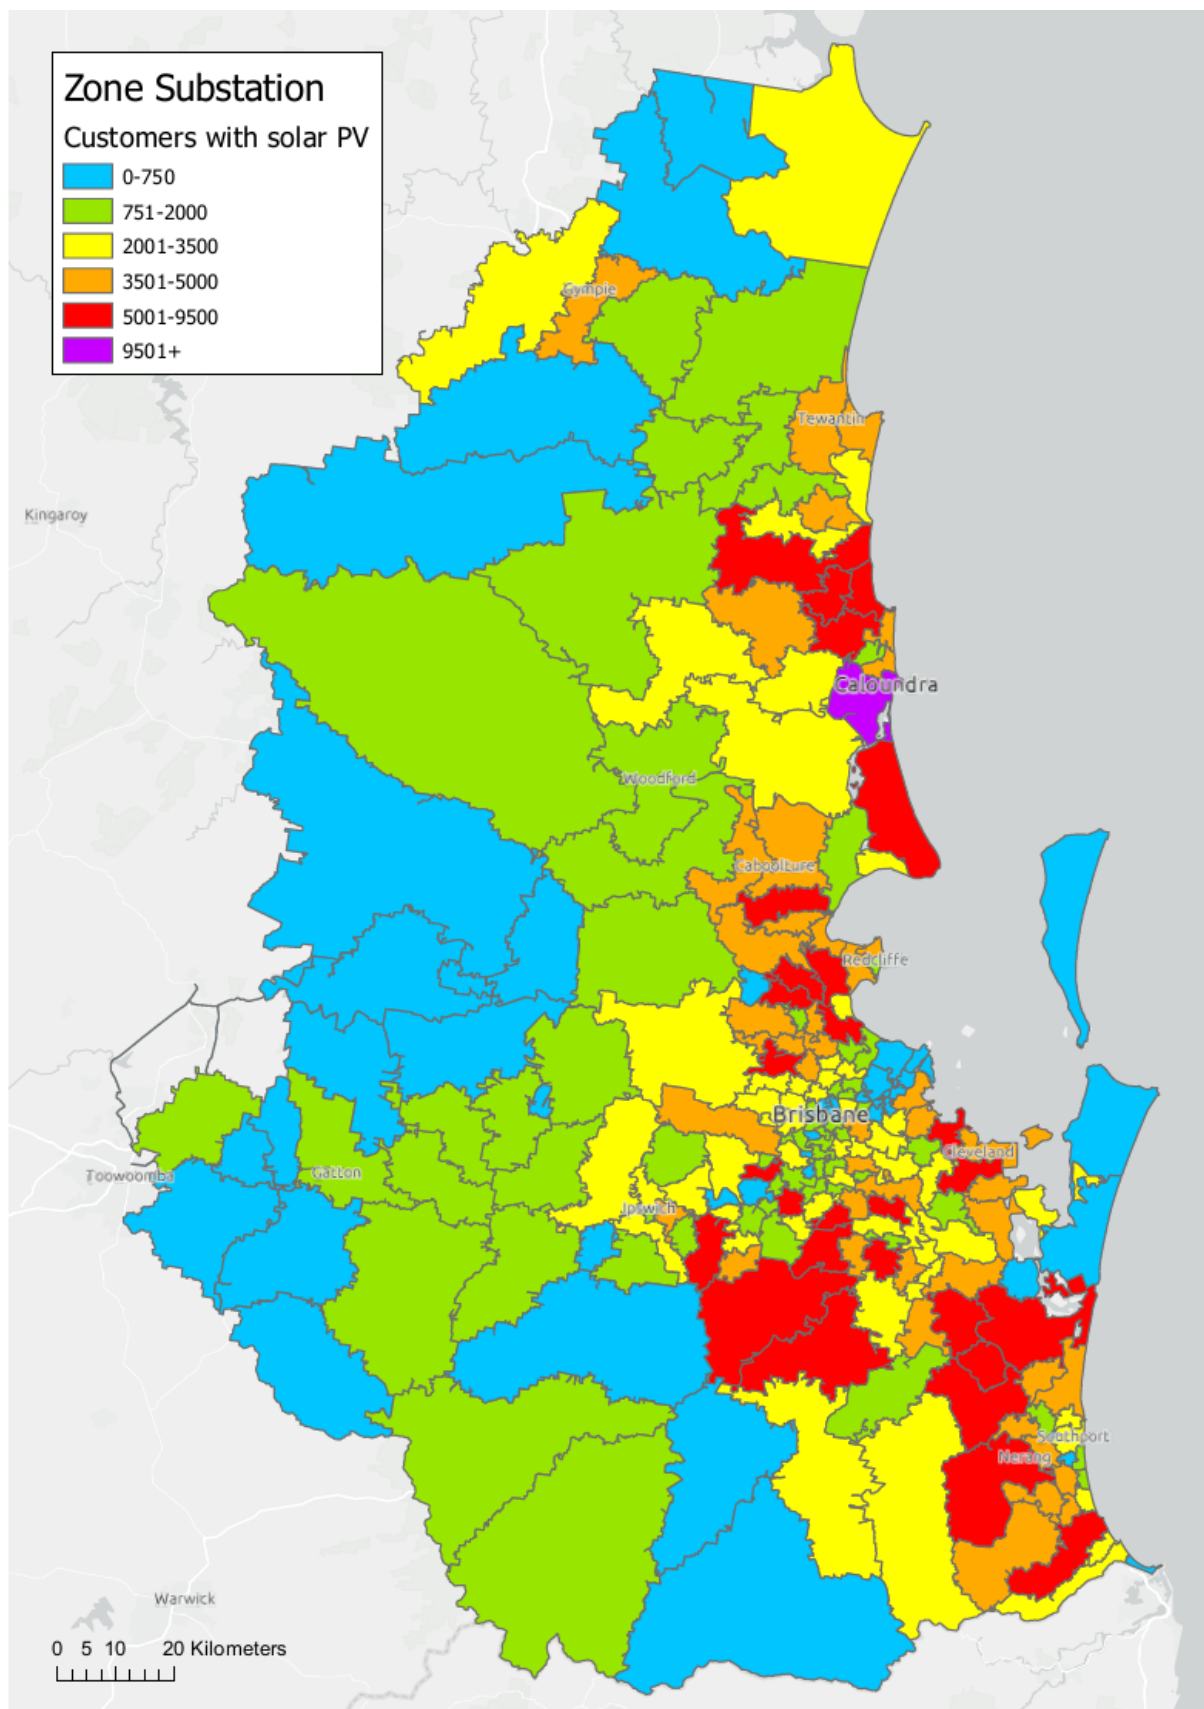 Zone Substation
Customers with solar PV
0-750
751-2000
2001-3500
3501-5000
5001-9500
9501+
Gympie
Tewantin
Kingaroy
Caloundra
Woodford
Caboolture
Redcliffe
Brisbane
Cleveland
Toowoomba
Gatton
Ipswich
Southport
Nerang
Warwick
0 5 10 20 Kilometers